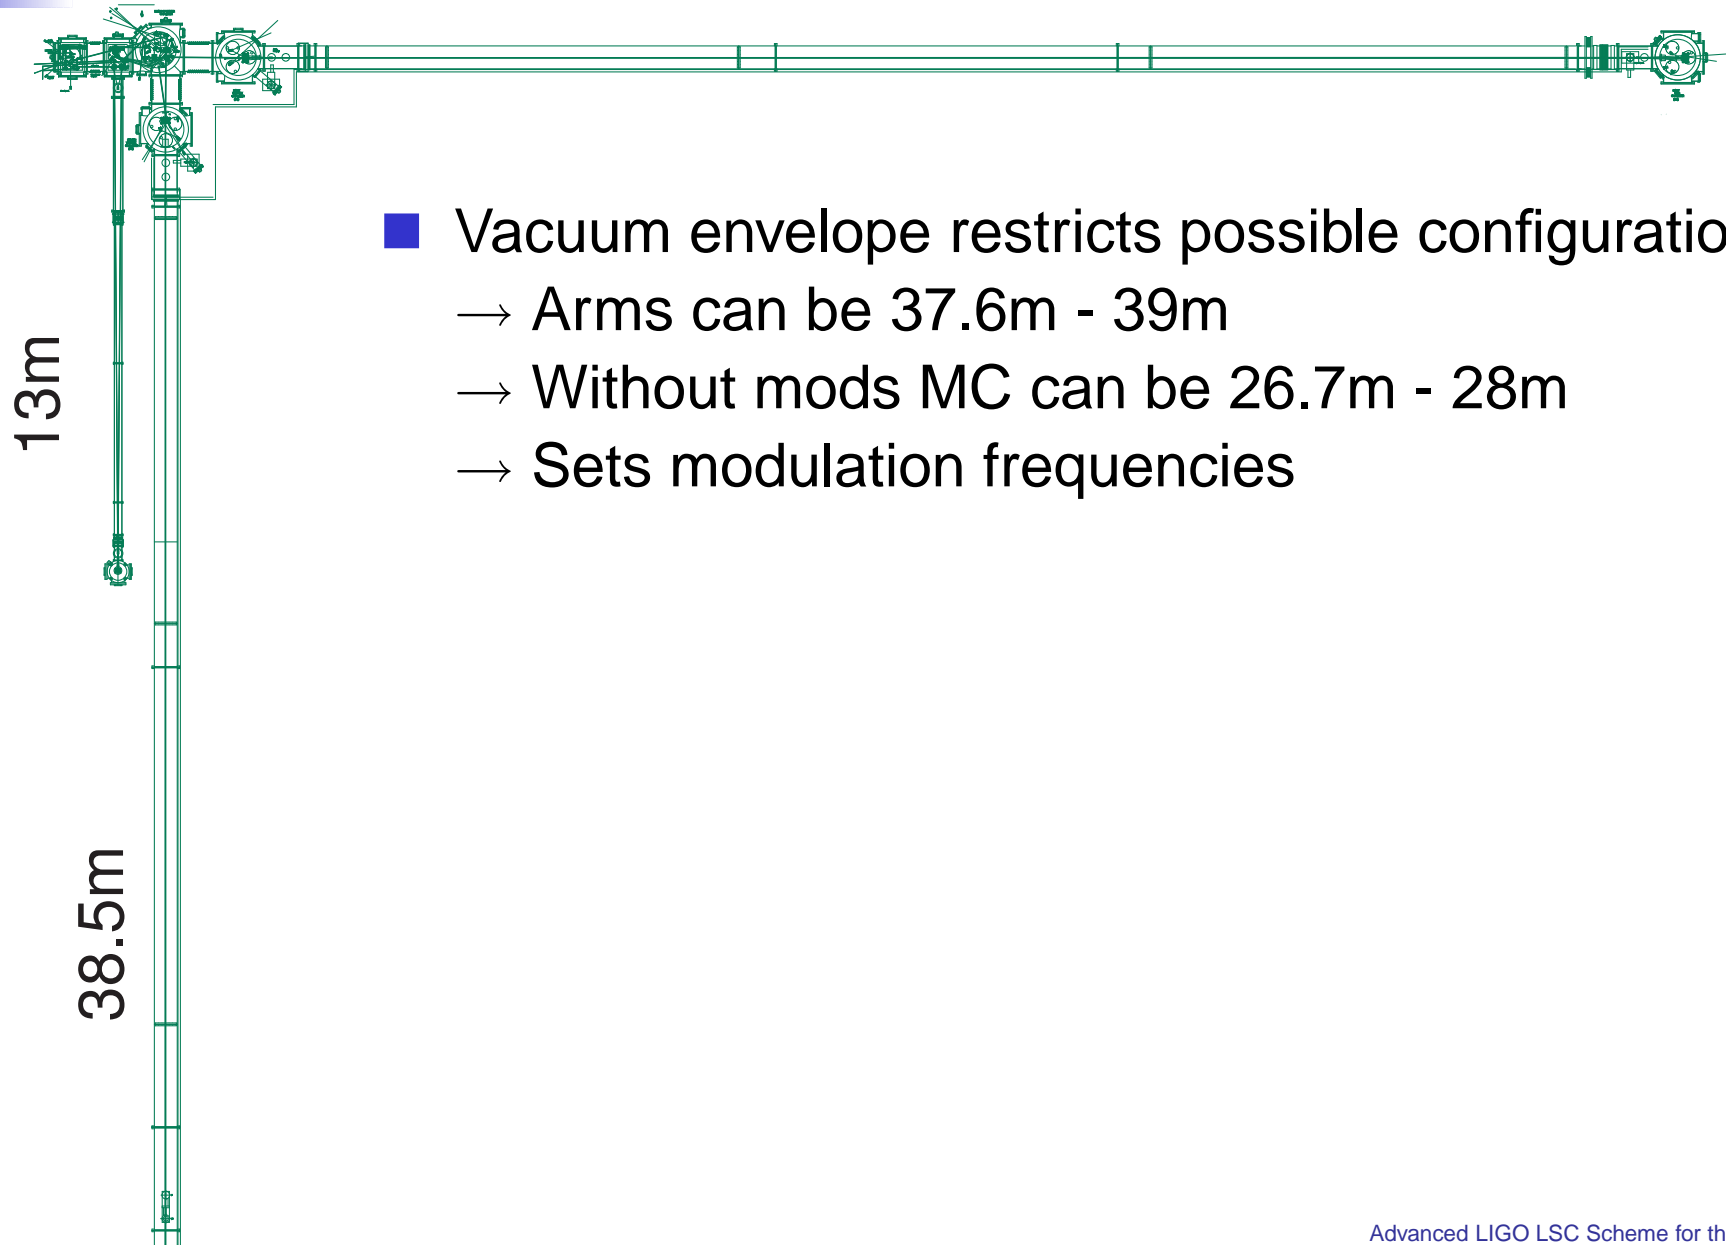 Vacuum envelope restricts possible configuratio
→ Arms can be 37.6m - 39m
→ Without mods MC can be 26.7m - 28m
→ Sets modulation frequencies
13m
38.5m
Advanced LIGO LSC Scheme for th